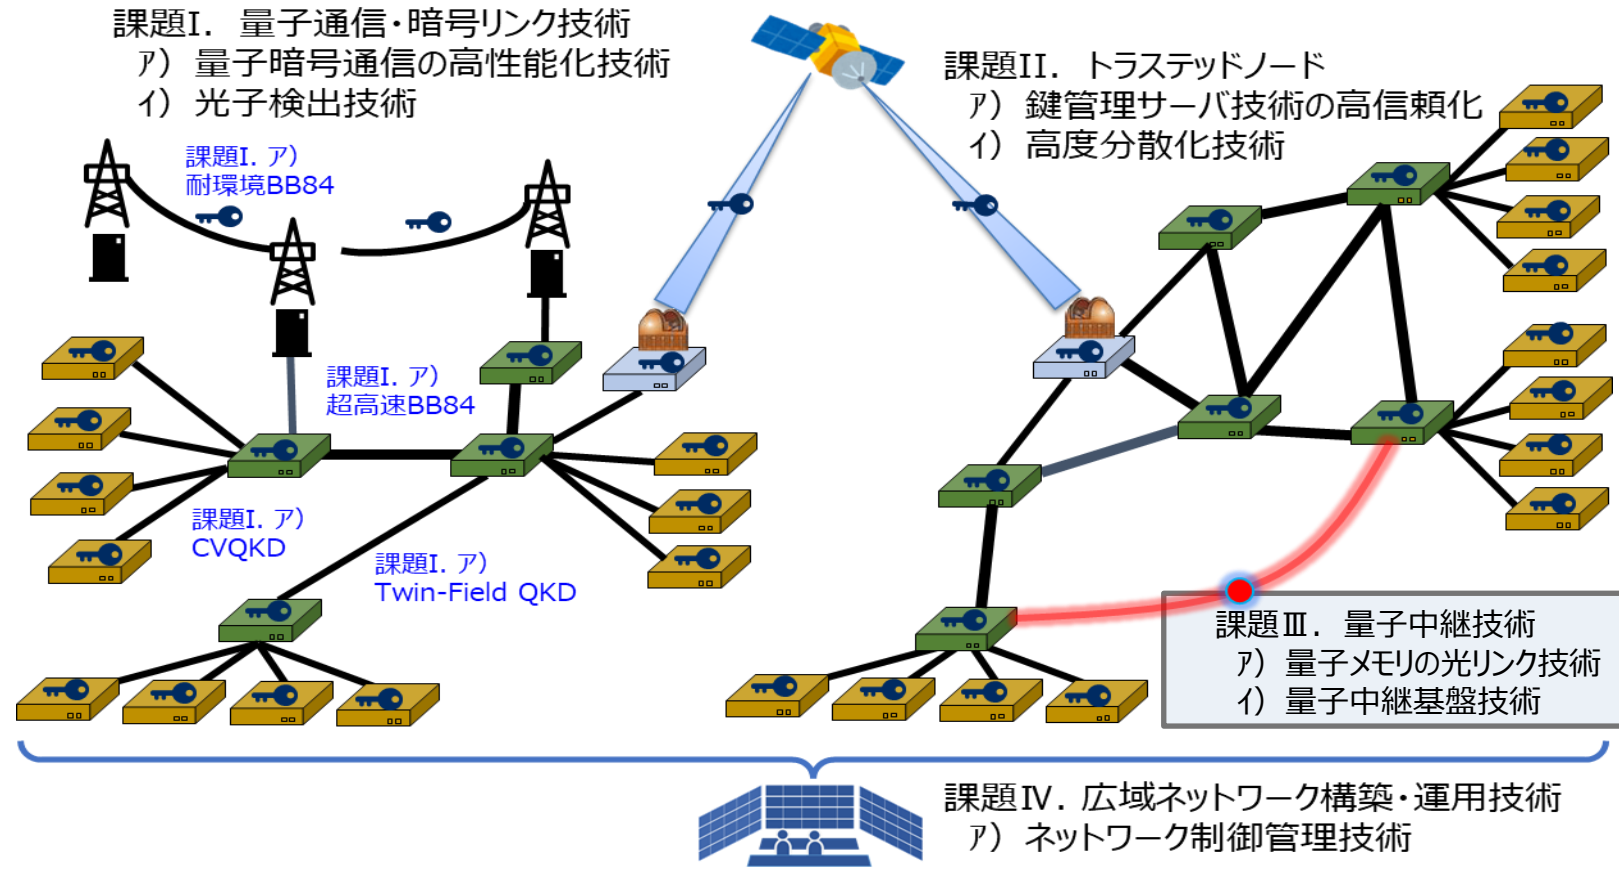 課題Ⅰ. 量子通信・暗号リンク技術
ｱ) 量子暗号通信の高性能化技術
ｲ) 光子検出技術
課題II. トラステッドノード
ｱ) 鍵管理サーバ技術の高信頼化
ｲ) 高度分散化技術
課題I. ア)
耐環境BB84
課題I. ア)
超高速BB84
課題I. ア)
CVQKD
課題I. ア)
Twin-Field QKD
課題Ⅲ. 量子中継技術
ｱ) 量子メモリの光リンク技術
ｲ) 量子中継基盤技術
課題Ⅳ. 広域ネットワーク構築・運用技術
ｱ) ネットワーク制御管理技術